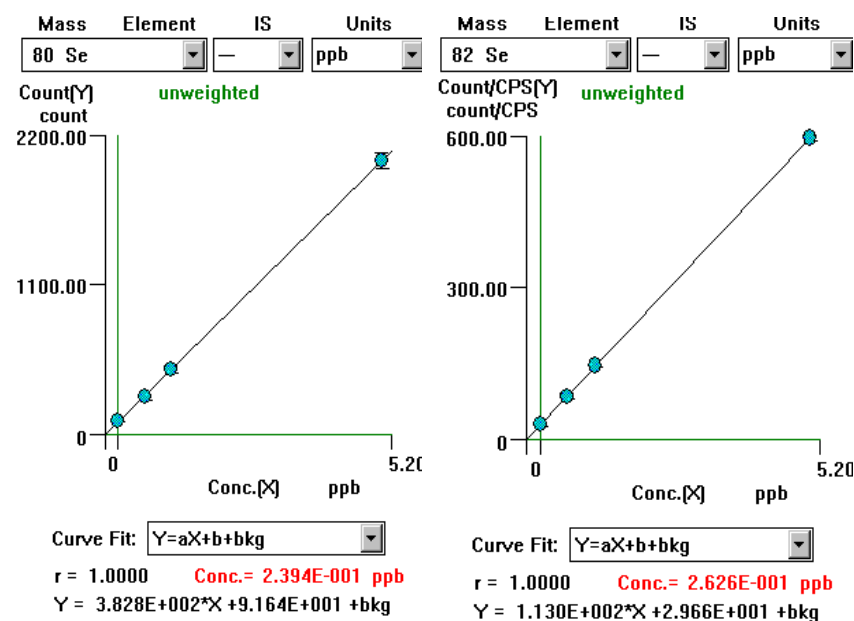 Mass Element IS Units
80 Se — ppb
Count(Y) unweighted
count
2200.00
1100.00
0
0 5.20
Conc.(X) ppb
Curve Fit: Y=aX+b+bkg
r = 1.0000 Conc.= 2.394E-001 ppb
Y = 3.828E+002*X +9.164E+001 +bkg
Mass Element IS Units
82 Se — ppb
Count/CPS(Y) unweighted
count/CPS
600.00
300.00
0
0 5.20
Conc.(X) ppb
Curve Fit: Y=aX+b+bkg
r = 1.0000 Conc.= 2.626E-001 ppb
Y = 1.130E+002*X +2.966E+001 +bkg